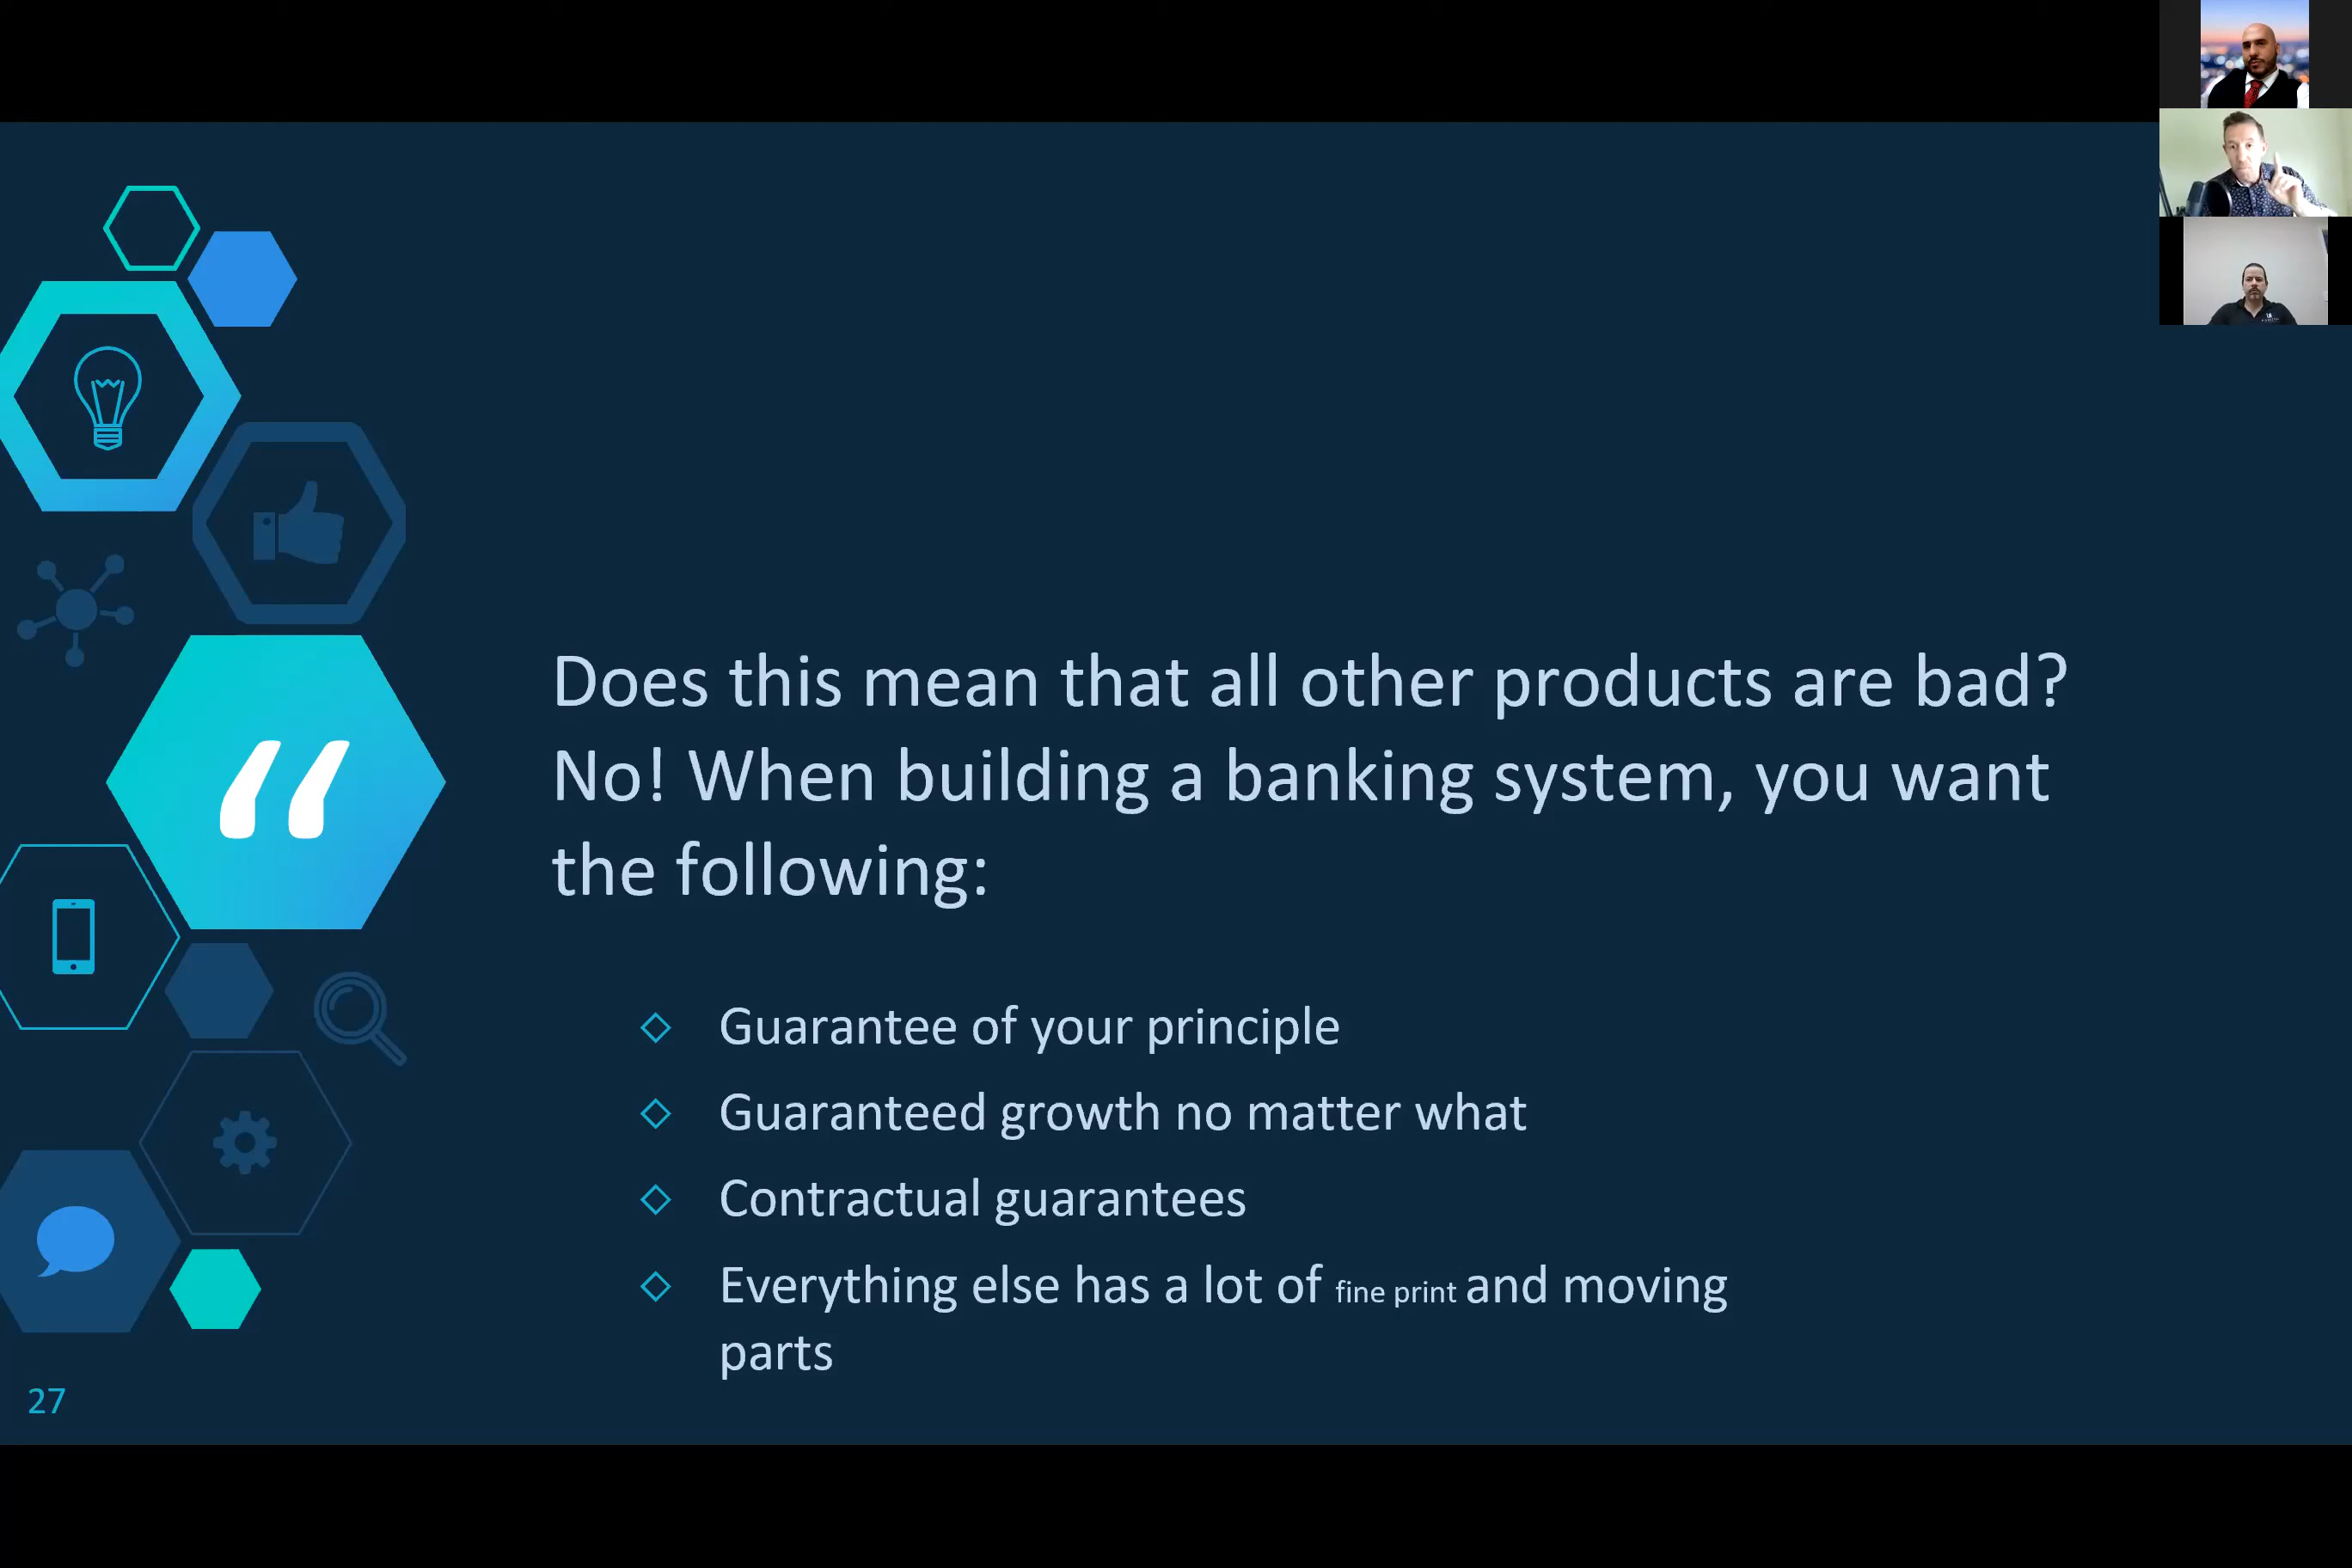 Does this mean that all other products are bad?
No! When building a banking system, you want
the following:
Guarantee of your principle
Guaranteed growth no matter what
Contractual guarantees
Everything else has a lot of fine print and moving
parts
27